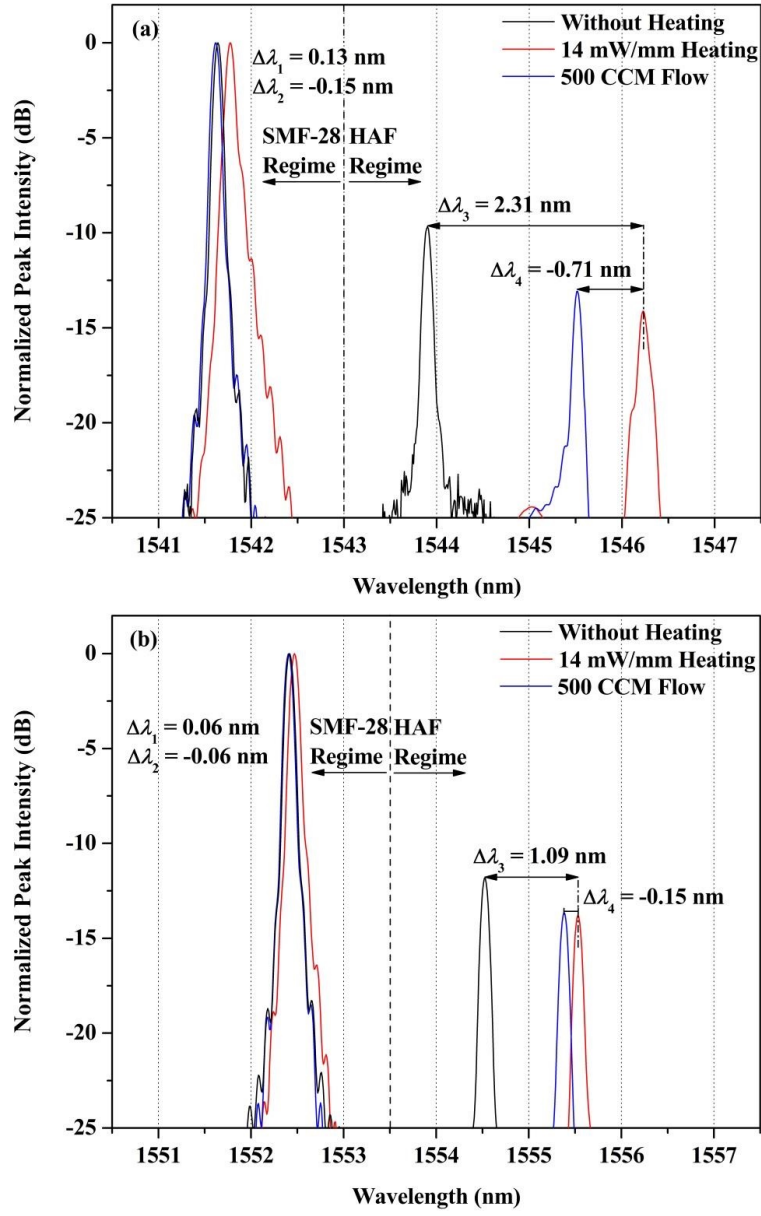 (a)
Without Heating
14 mW/mm Heating
500 CCM Flow
Δλ1 = 0.13 nm
Δλ2 = -0.15 nm
SMF-28 HAF
Regime Regime
Δλ3 = 2.31 nm
Δλ4 = -0.71 nm
Normalized Peak Intensity (dB)
0
-5
-10
-15
-20
-25
1541 1542 1543 1544 1545 1546 1547
Wavelength (nm)
(b)
Without Heating
14 mW/mm Heating
500 CCM Flow
Δλ1 = 0.06 nm
Δλ2 = -0.06 nm
SMF-28 HAF
Regime Regime
Δλ3 = 1.09 nm
Δλ4 = -0.15 nm
Normalized Peak Intensity (dB)
0
-5
-10
-15
-20
-25
1551 1552 1553 1554 1555 1556 1557
Wavelength (nm)